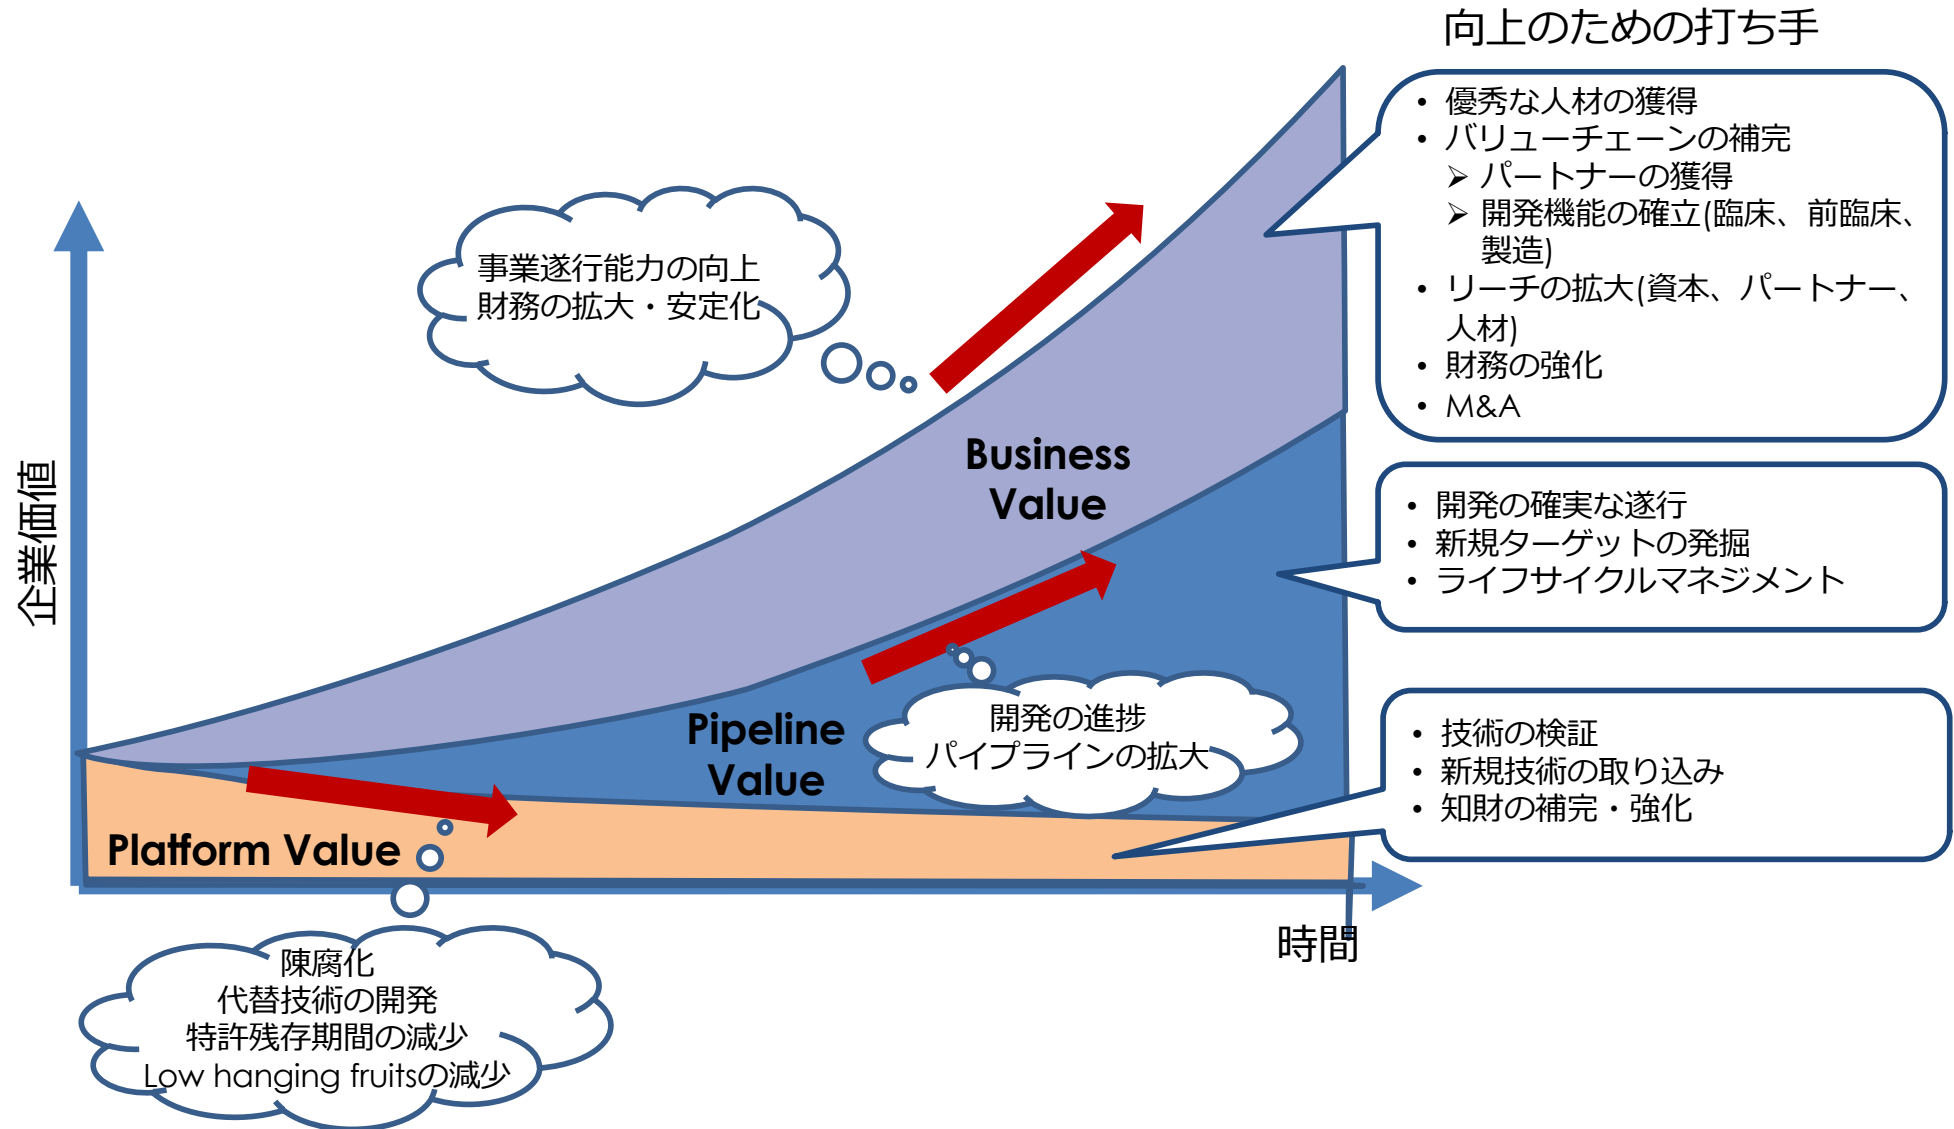 向上のための打ち手
• 優秀な人材の獲得
• バリューチェーンの補完
➢ パートナーの獲得
➢ 開発機能の確立(臨床、前臨床、
製造)
• リーチの拡大(資本、パートナー、
人材)
• 財務の強化
• M&A
事業遂行能力の向上
財務の拡大・安定化
Business
Value
企業価値
• 開発の確実な遂行
• 新規ターゲットの発掘
• ライフサイクルマネジメント
Pipeline
Value
開発の進捗
パイプラインの拡大
• 技術の検証
• 新規技術の取り込み
• 知財の補完・強化
Platform Value
時間
陳腐化
代替技術の開発
特許残存期間の減少
Low hanging fruitsの減少